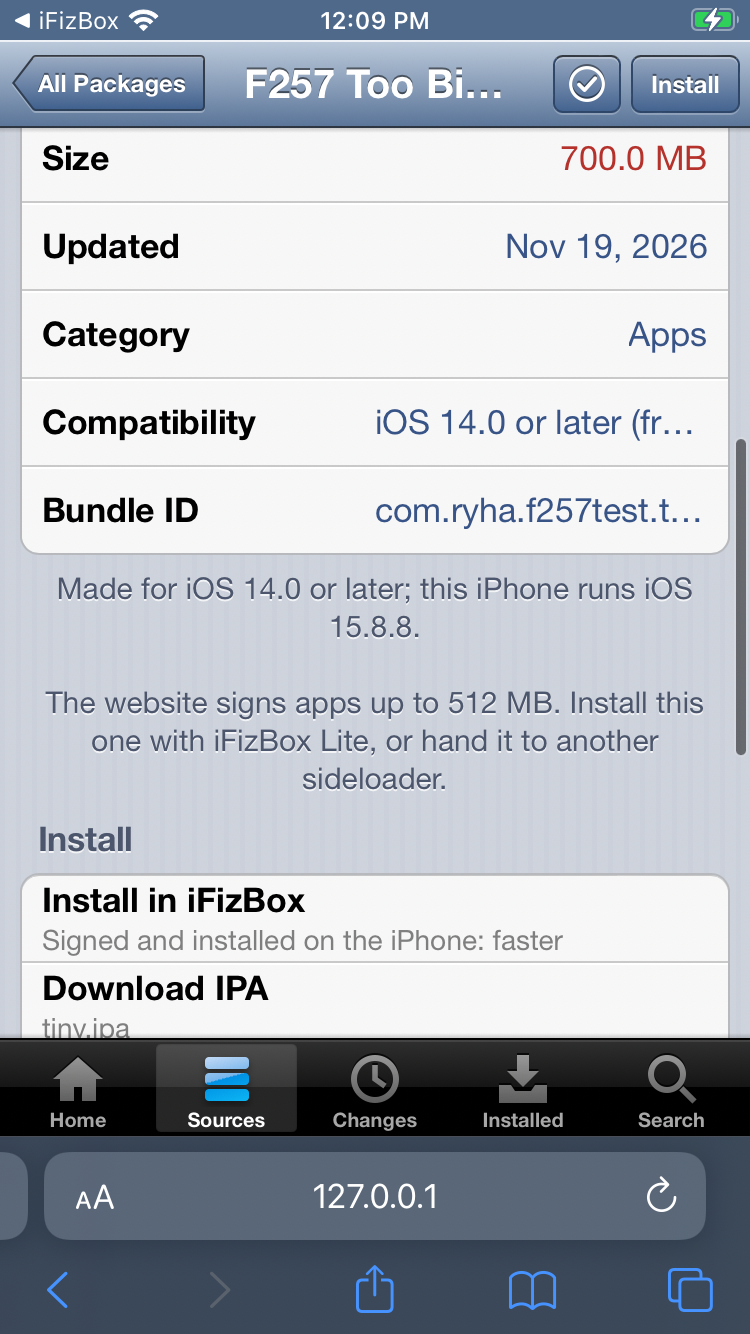 iFizBox
12:09 PM
All Packages
F257 Too Bi...
Install
Size
700.0 MB
Updated
Nov 19, 2026
Category
Apps
Compatibility
iOS 14.0 or later (fr...
Bundle ID
com.ryha.f257test.t...
Made for iOS 14.0 or later; this iPhone runs iOS
15.8.8.
The website signs apps up to 512 MB. Install this
one with iFizBox Lite, or hand it to another
sideloader.
Install
Install in iFizBox
Signed and installed on the iPhone: faster
Download IPA
tiny.ipa
Home
Sources
Changes
Installed
Search
AA
127.0.0.1